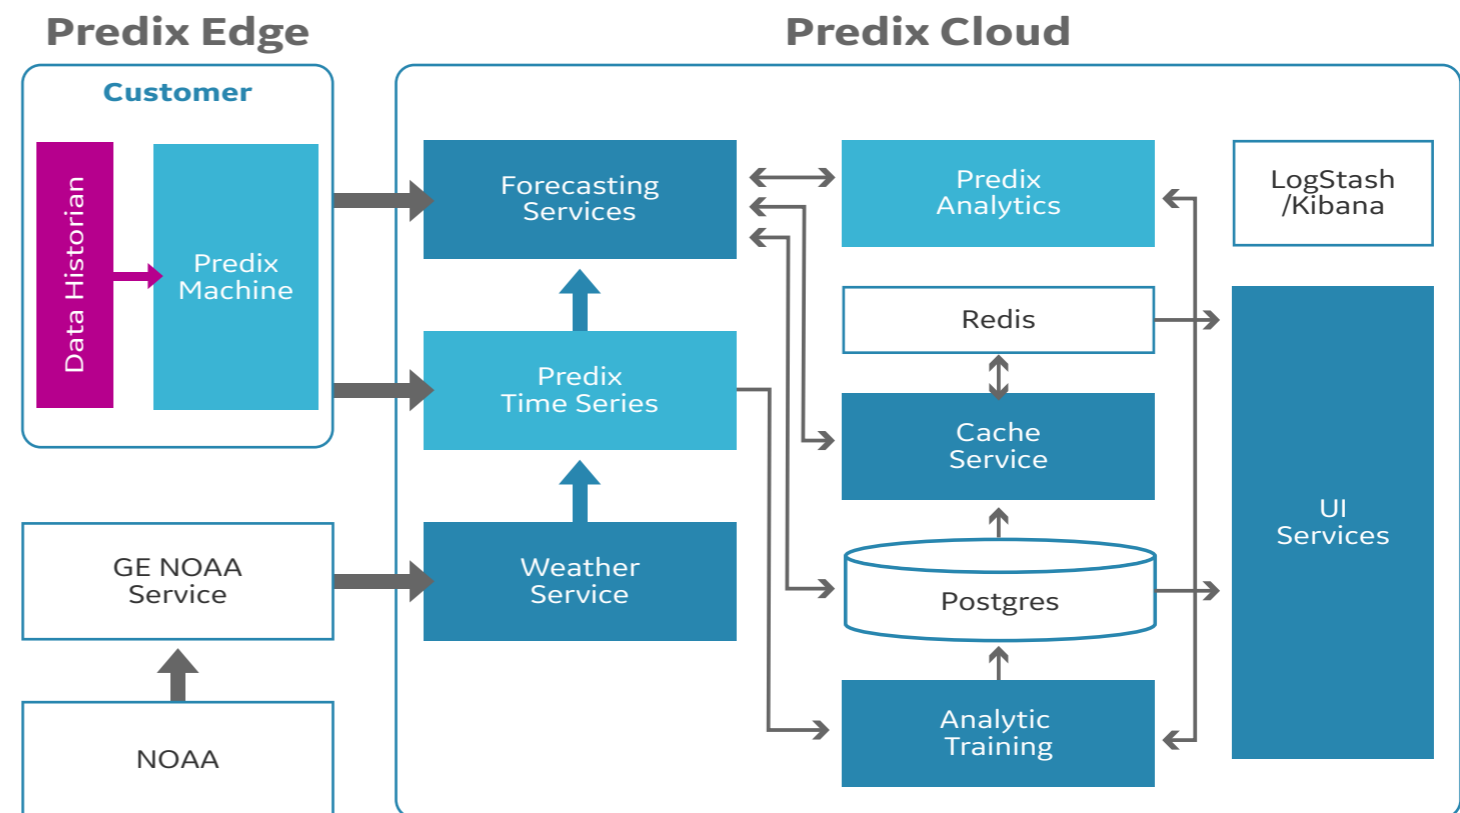 Predix Edge
Predix Cloud
Customer
Data Historian
Predix
Machine
Forecasting
Services
Predix
Analytics
LogStash
/Kibana
Redis
Predix
Time Series
Cache
Service
UI
Services
GE NOAA
Service
Weather
Service
Postgres
Analytic
Training
NOAA